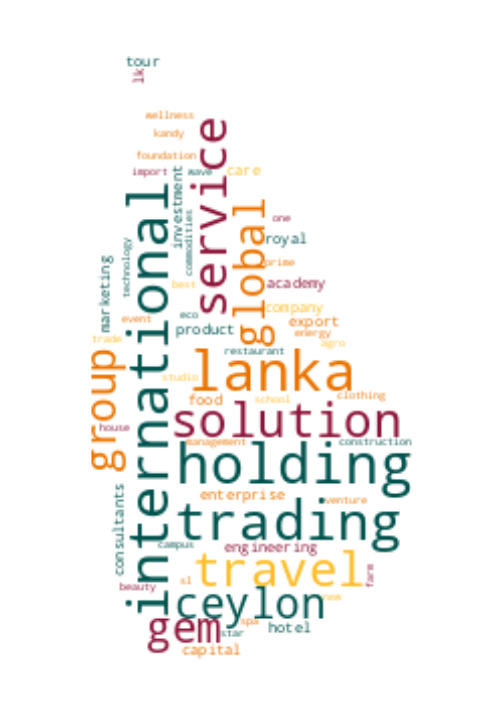 tour
lk
wellness
kandy
foundation
import
wave
care
service
investment
international
commodities
global
one
royal
technology
marketing
prime
academy
best
company
eco
event
product
export
energy
trade
agro
restaurant
group
lanka
studio
food
school
clothing
house
solution
management
construction
holding
consultants
enterprise
venture
trading
campus
engineering
travel
farm
sl
beauty
ceylon
new
gem
spa
star
hotel
capital